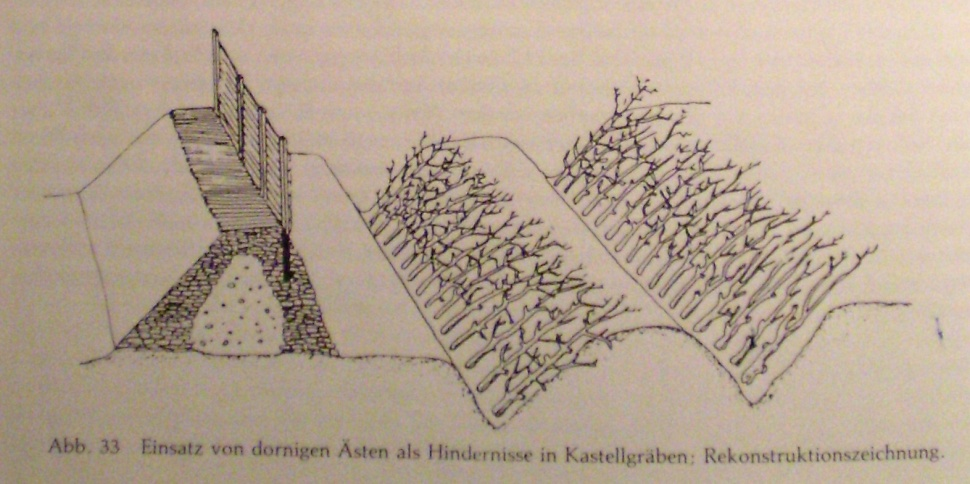 Abb. 33 Einsatz von dornigen Ästen als Hindernisse in Kastellgräben; Rekonstruktionszeichnung.